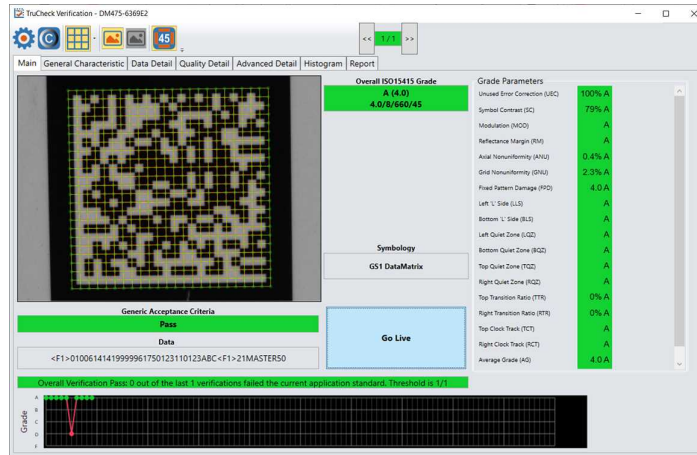 TruCheck Verification - DM475-6369E2
45
<< 1/1 >>
Main General Characteristic Data Detail Quality Detail Advanced Detail Histogram Report
Overall ISO15415 Grade
A (4.0)
4.0/8/660/45
Symbology
GS1 DataMatrix
Generic Acceptance Criteria
Pass
Data
<F1>01006141419999961750123110123ABC<F1>21MASTER50
Go Live
Grade Parameters
Unused Error Correction (UEC) 100% A
Symbol Contrast (SC) 79% A
Modulation (MOD) A
Reflectance Margin (RM) A
Axial Nonuniformity (ANU) 0.4% A
Grid Nonuniformity (GNU) 2.3% A
Fixed Pattern Damage (FPD) 4.0 A
Left 'L' Side (LLS) A
Bottom 'L' Side (BLS) A
Left Quiet Zone (LQZ) A
Bottom Quiet Zone (BQZ) A
Top Quiet Zone (TQZ) A
Right Quiet Zone (RQZ) A
Top Transition Ratio (TTR) 0% A
Right Transition Ratio (RTR) 0% A
Top Clock Track (TCT) A
Right Clock Track (RCT) A
Average Grade (AG) 4.0 A
Overall Verification Pass: 0 out of the last 1 verifications failed the current application standard. Threshold is 1/1
Grade
A
B
C
D
F